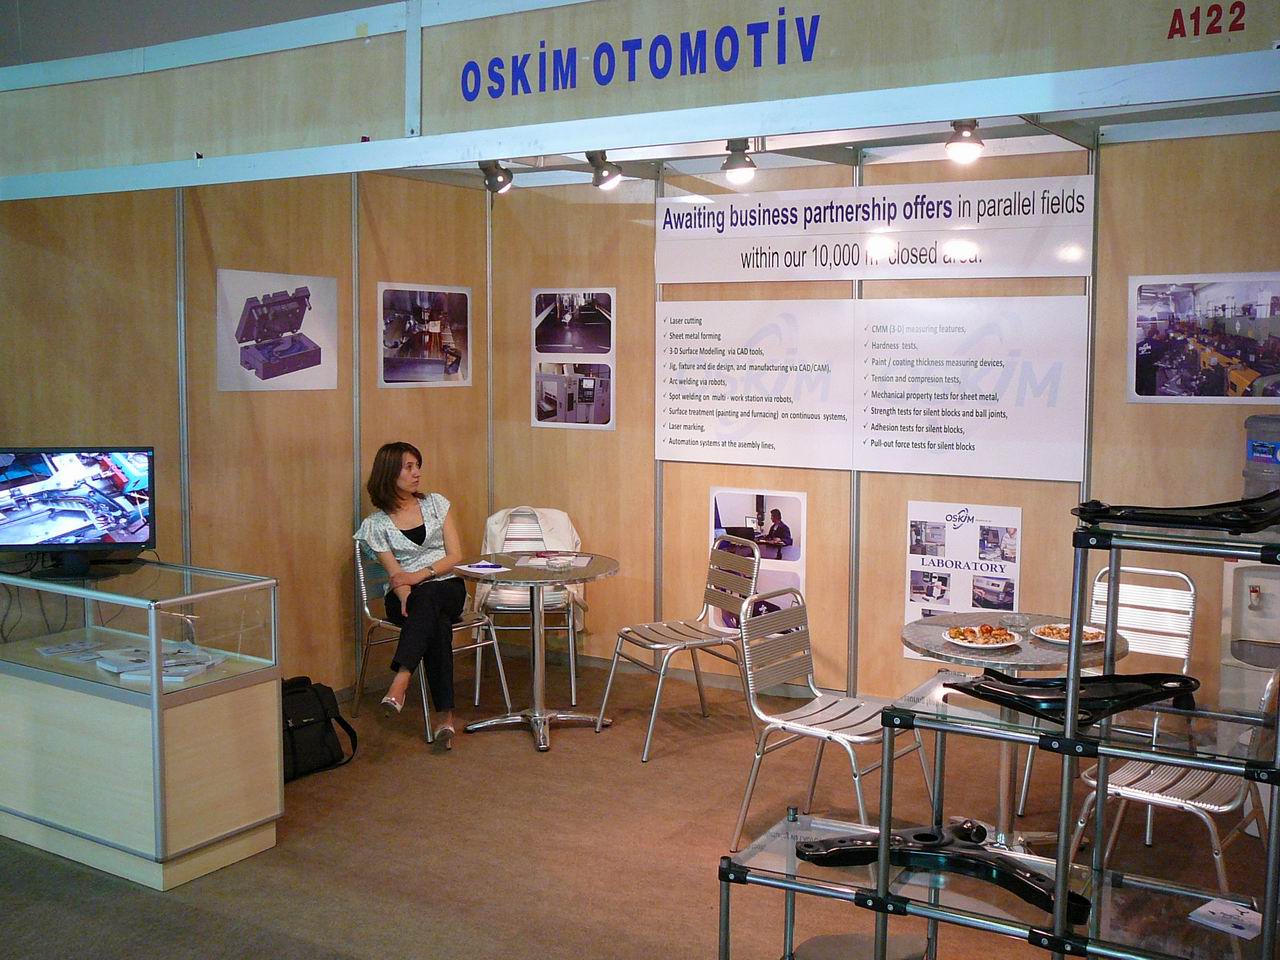 OSKİM OTOMOTİV
A122
Awaiting business partnership offers in parallel fields
within our 10,000 m² closed area.
✓ Laser cutting
✓ Sheet metal forming
✓ 3-D Surface Modelling via CAD tools,
✓ Jig, fixture and die design, and manufacturing via CAD/CAM),
✓ Arc welding via robots,
✓ Spot welding on multi - work station via robots,
✓ Surface treatment (painting and furnacing) on continuous systems,
✓ Laser marking,
✓ Automation systems at the asembly lines,
✓ CMM (3-D) measuring features,
✓ Hardness tests,
✓ Paint / coating thickness measuring devices,
✓ Tension and compresion tests,
✓ Mechanical property tests for sheet metal,
✓ Strength tests for silent blocks and ball joints,
✓ Adhesion tests for silent blocks,
✓ Pull-out force tests for silent blocks
OSKİM
LABORATORY